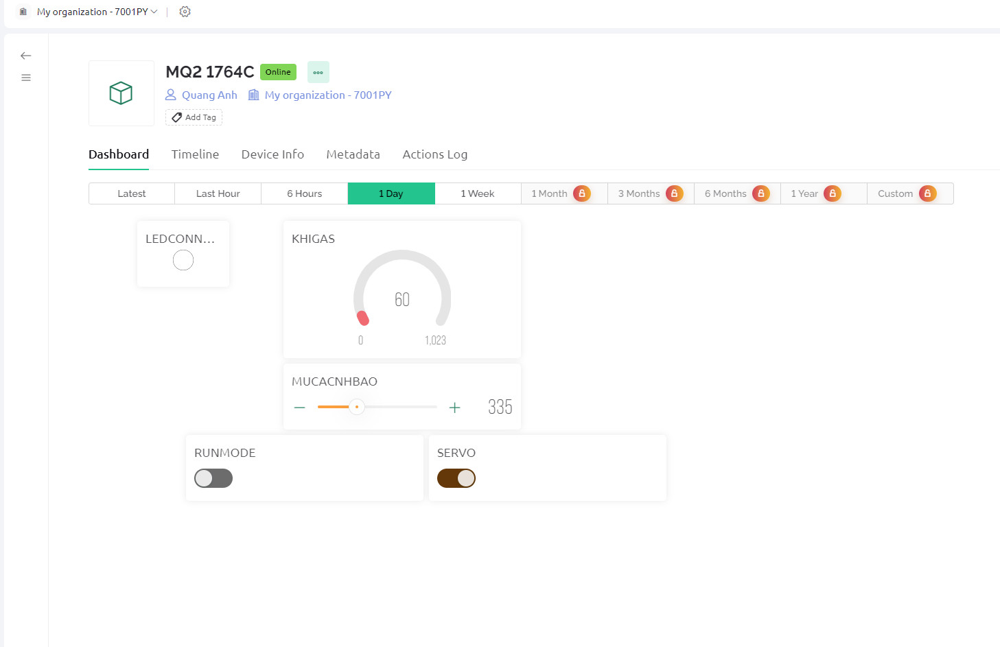 My organization - 7001PY
MQ2 1764C Online
Quang Anh My organization - 7001PY
Add Tag
Dashboard Timeline Device Info Metadata Actions Log
Latest Last Hour 6 Hours 1 Day 1 Week 1 Month 3 Months 6 Months 1 Year Custom
LEDCONN...
KHIGAS
60
0 1,023
MUCACNHBAO
335
RUNMODE
SERVO